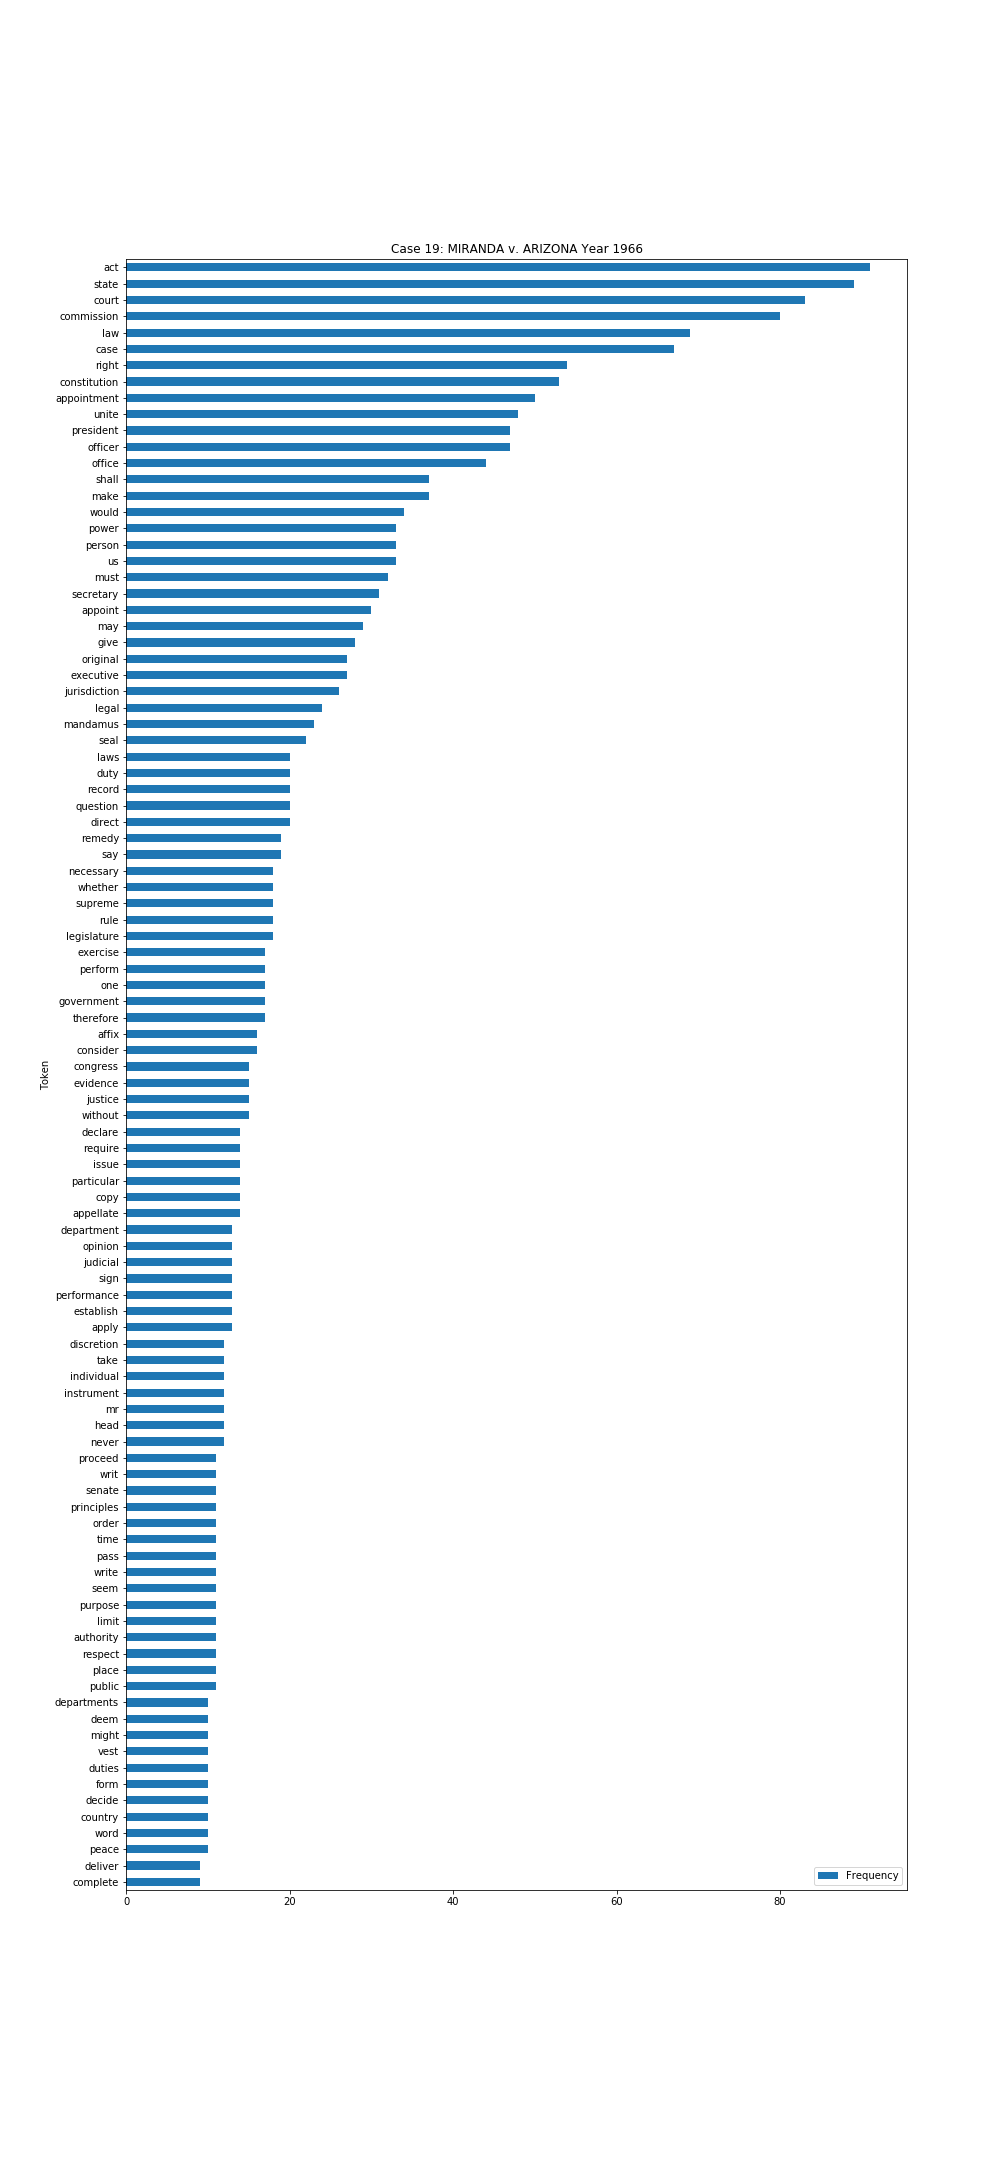 Case 19: MIRANDA v. ARIZONA Year 1966
act
state
court
commission
law
case
right
constitution
appointment
unite
president
officer
office
shall
make
would
power
person
us
must
secretary
appoint
may
give
original
executive
jurisdiction
legal
mandamus
seal
laws
duty
record
question
direct
remedy
say
necessary
whether
supreme
rule
legislature
exercise
perform
one
government
therefore
affix
consider
congress
evidence
justice
without
declare
require
issue
particular
copy
appellate
department
opinion
judicial
sign
performance
establish
apply
discretion
take
individual
instrument
mr
head
never
proceed
writ
senate
principles
order
time
pass
write
seem
purpose
limit
authority
respect
place
public
departments
deem
might
vest
duties
form
decide
country
word
peace
deliver
complete
Token
Frequency
0 20 40 60 80